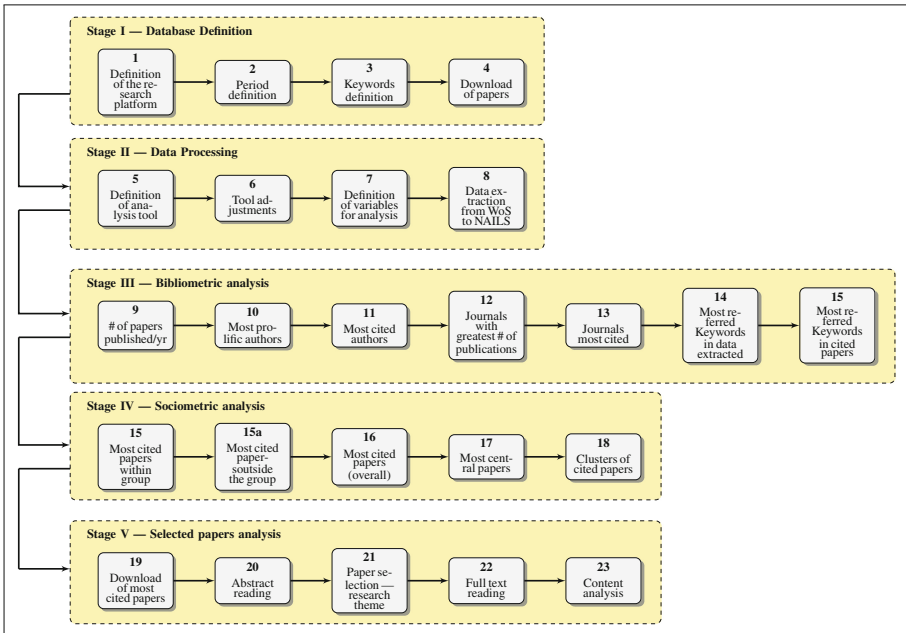 Stage I — Database Definition
1
Definition
of the re-
search
platform
2
Period
definition
3
Keywords
definition
4
Download
of papers
Stage II — Data Processing
5
Definition
of ana-
lysis tool
6
Tool ad-
justments
7
Definition
of variables
for analysis
8
Data ex-
traction
from WoS
to NAILS
Stage III — Bibliometric analysis
9
# of papers
published/yr
10
Most pro-
lific authors
11
Most cited
authors
12
Journals
with
greatest # of
publications
13
Journals
most cited
14
Most re-
ferred
Keywords
in data
extracted
15
Most re-
ferred
Keywords
in cited
papers
Stage IV — Sociometric analysis
15
Most cited
papers
within
group
15a
Most cited
paper-
soutside
the group
16
Most cited
papers
(overall)
17
Most cent-
ral papers
18
Clusters of
cited papers
Stage V — Selected papers analysis
19
Download
of most
cited papers
20
Abstract
reading
21
Paper se-
lection —
research
theme
22
Full text
reading
23
Content
analysis